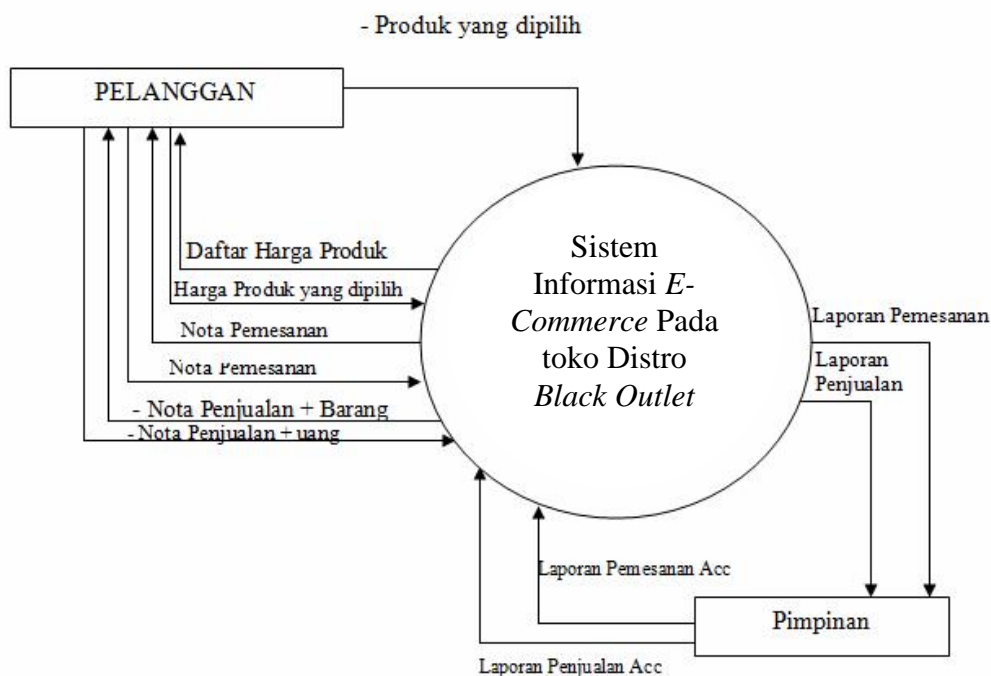 - Produk yang dipilih
PELANGGAN
Daftar Harga Produk
Harga Produk yang dipilih
Nota Pemesanan
Nota Pemesanan
- Nota Penjualan + Barang
- Nota Penjualan + uang
Sistem
Informasi E-
Commerce Pada
toko Distro
Black Outlet
Laporan Pemesanan
Laporan
Penjualan
Laporan Pemesanan Acc
Pimpinan
Laporan Penjualan Acc